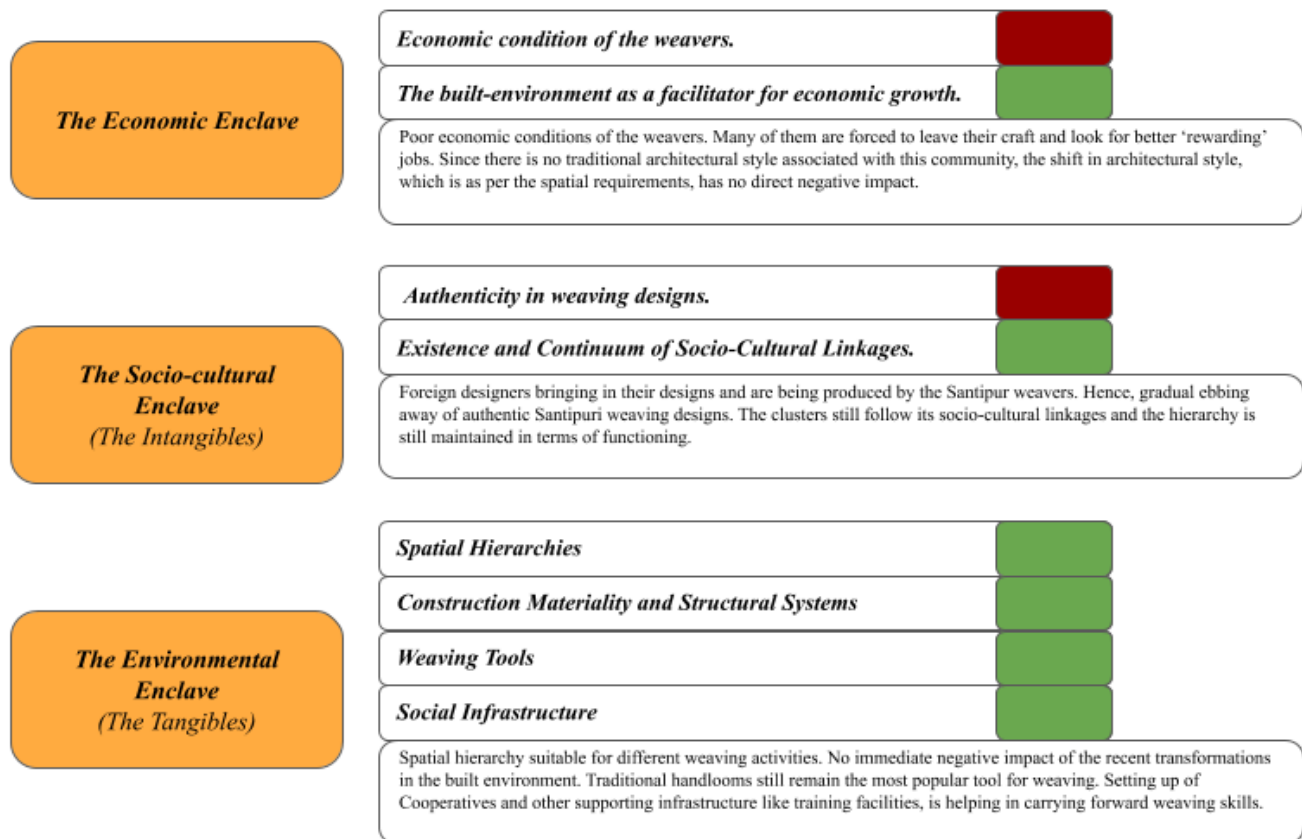 The Economic Enclave
Economic condition of the weavers.
The built-environment as a facilitator for economic growth.
Poor economic conditions of the weavers. Many of them are forced to leave their craft and look for better ‘rewarding’
jobs. Since there is no traditional architectural style associated with this community, the shift in architectural style,
which is as per the spatial requirements, has no direct negative impact.
The Socio-cultural
Enclave
(The Intangibles)
Authenticity in weaving designs.
Existence and Continuum of Socio-Cultural Linkages.
Foreign designers bringing in their designs and are being produced by the Santipur weavers. Hence, gradual ebbing
away of authentic Santipuri weaving designs. The clusters still follow its socio-cultural linkages and the hierarchy is
still maintained in terms of functioning.
The Environmental
Enclave
(The Tangibles)
Spatial Hierarchies
Construction Materiality and Structural Systems
Weaving Tools
Social Infrastructure
Spatial hierarchy suitable for different weaving activities. No immediate negative impact of the recent transformations
in the built environment. Traditional handlooms still remain the most popular tool for weaving. Setting up of
Cooperatives and other supporting infrastructure like training facilities, is helping in carrying forward weaving skills.